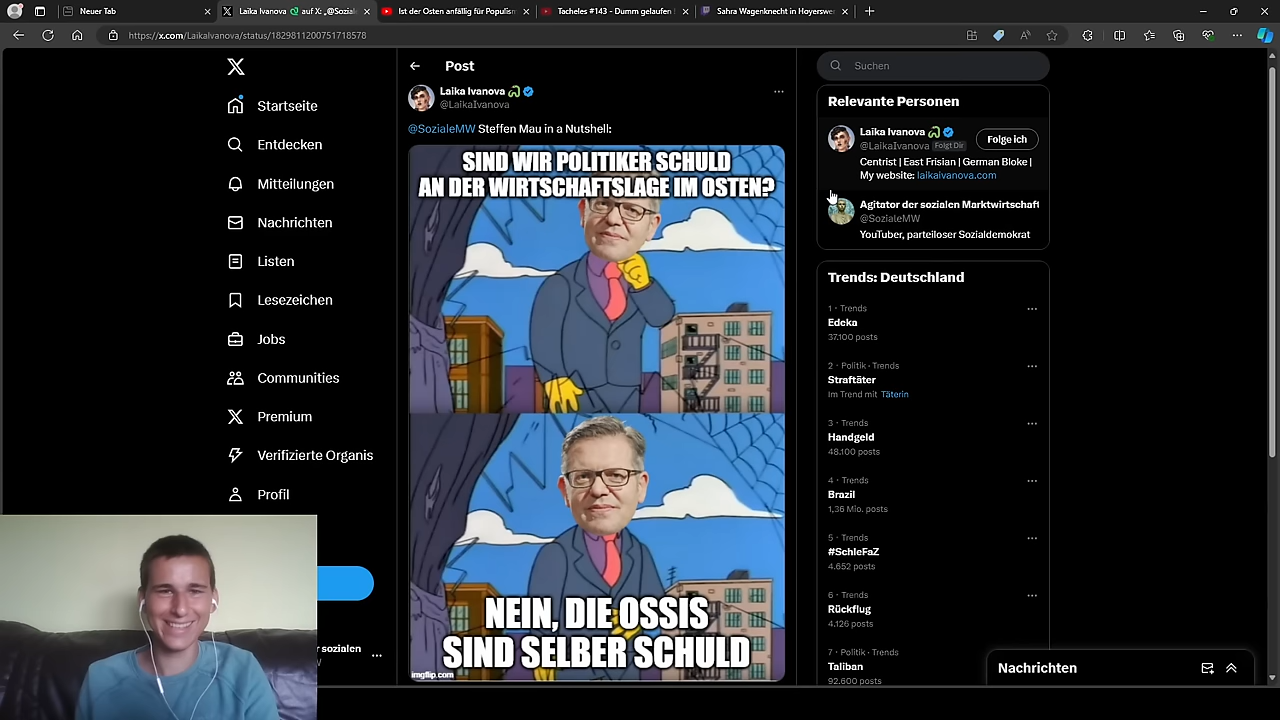 Neuer Tab
Laika Ivanova auf X: „@Soziale
Ist der Osten anfällig für Populism
Tacheles #143 - Dumm gelaufen
Sahra Wagenknecht in Hoyerswe
https://x.com/LaikaIvanova/status/1829811200751718578
Startseite
Entdecken
Mitteilungen
Nachrichten
Listen
Lesezeichen
Jobs
Communities
Premium
Verifizierte Organis
Profil
r sozialen
Post
Laika Ivanova
@LaikaIvanova
@SozialeMW Steffen Mau in a Nutshell:
SIND WIR POLITIKER SCHULD
AN DER WIRTSCHAFTSLAGE IM OSTEN?
NEIN, DIE OSSIS
SIND SELBER SCHULD
imgflip.com
Suchen
Relevante Personen
Laika Ivanova
@LaikaIvanova Folgt Dir
Folge ich
Centrist | East Frisian | German Bloke |
My website: laikaivanova.com
Agitator der sozialen Marktwirtschaft
@SozialeMW
YouTuber, parteiloser Sozialdemokrat
Trends: Deutschland
1 · Trends
Edeka
37.100 posts
2 · Politik · Trends
Straftäter
Im Trend mit Täterin
3 · Trends
Handgeld
48.100 posts
4 · Trends
Brazil
1,36 Mio. posts
5 · Trends
#SchleFaZ
4.652 posts
6 · Trends
Rückflug
4.126 posts
7 · Politik · Trends
Taliban
92.600 posts
Nachrichten